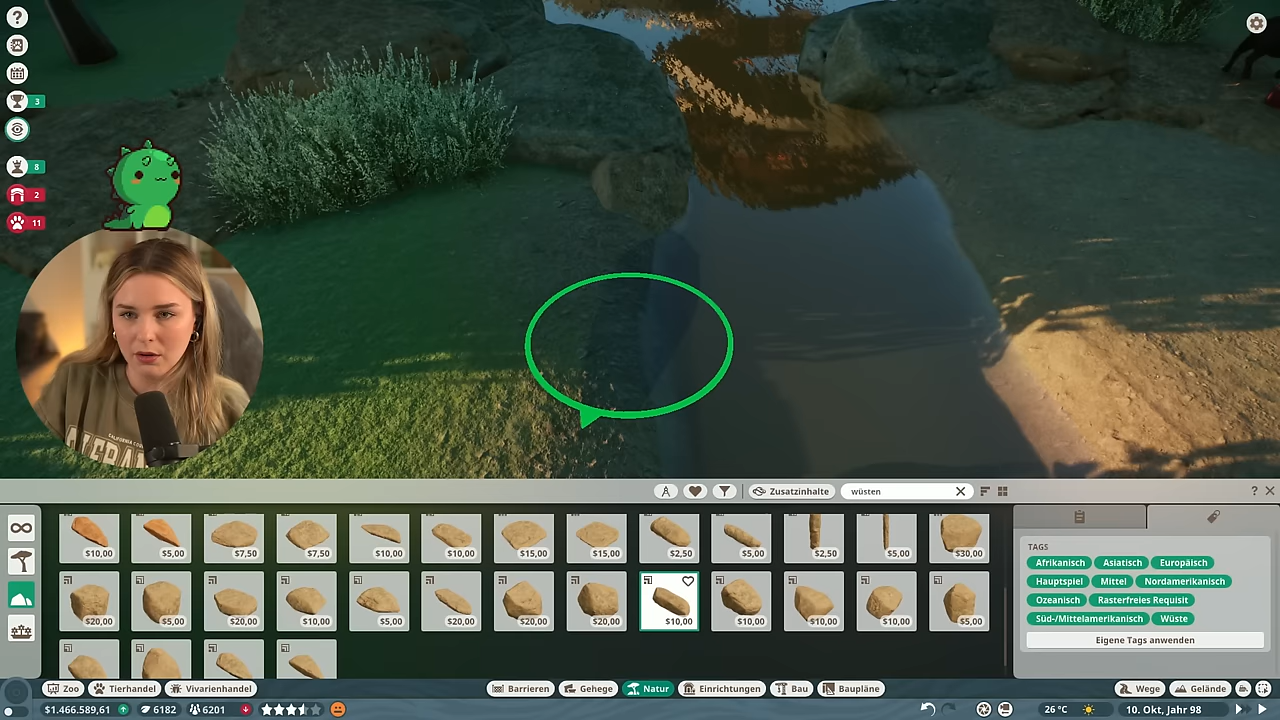 ?
3
8
2
11
CALIFORNIA
Zusatzinhalte
wüsten
?
$10,00 $5,00 $7,50 $7,50 $10,00 $10,00 $15,00 $15,00 $2,50 $5,00 $2,50 $5,00 $30,00
$20,00 $5,00 $20,00 $10,00 $5,00 $20,00 $20,00 $20,00 $10,00 $10,00 $10,00 $10,00 $5,00
TAGS
Afrikanisch Asiatisch Europäisch
Hauptspiel Mittel Nordamerikanisch
Ozeanisch Rasterfreies Requisit
Süd-/Mittelamerikanisch Wüste
Eigene Tags anwenden
Zoo Tierhandel Vivarienhandel Barrieren Gehege Natur Einrichtungen Bau Baupläne Wege Gelände
$1.466.589,61 6182 6201 26 °C 10. Okt, Jahr 98